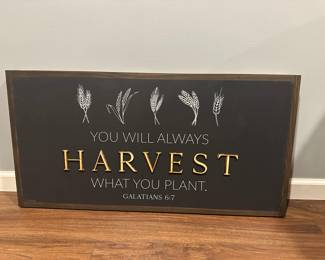 YOU WILL ALWAYS
HARVEST
WHAT YOU PLANT.
GALATIANS 6:7